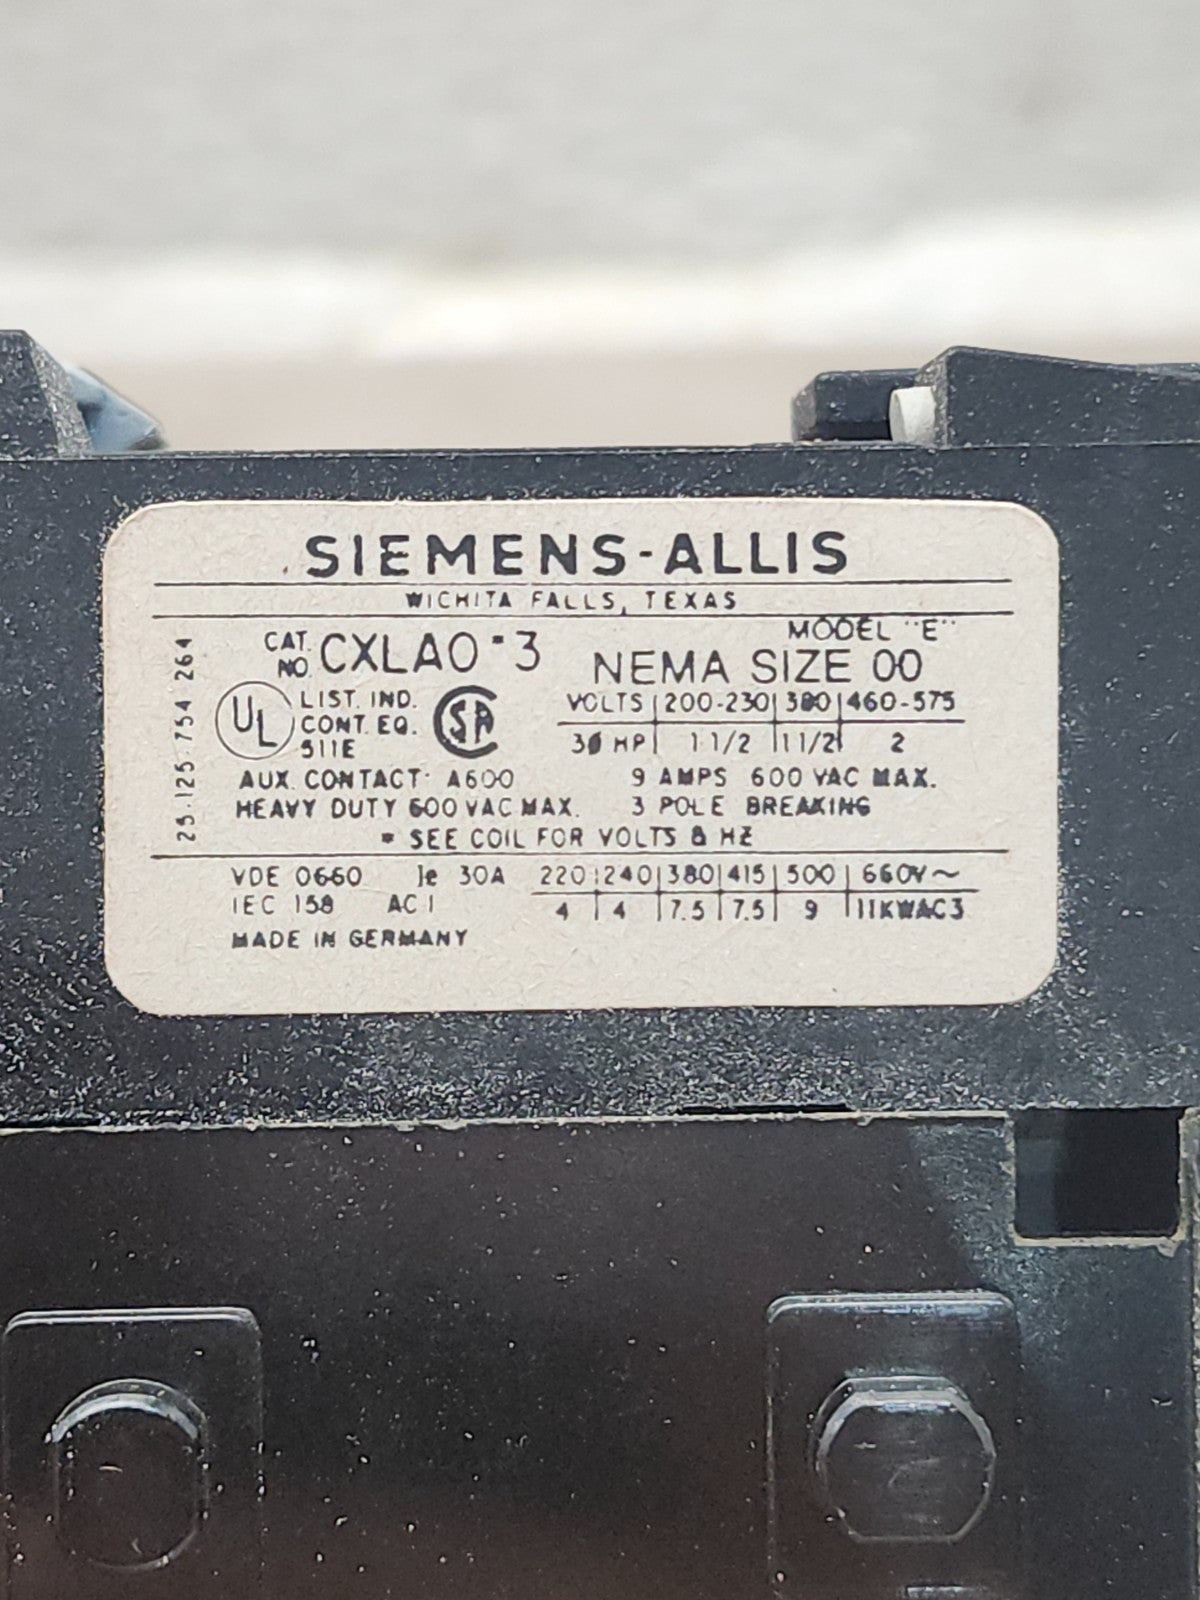 SIEMENS-ALLIS
WICHITA FALLS, TEXAS
MODEL "E"
CAT. NO. CXLAO*3
NEMA SIZE 00
25.125.754 264
UL LIST. IND. CONT. EQ. 511E
SA
VOLTS 200-230 380 460-575
3Ø HP 1 1/2 1 1/2 2
AUX. CONTACT: A600 9 AMPS 600 VAC MAX.
HEAVY DUTY 600 VAC MAX. 3 POLE BREAKING
* SEE COIL FOR VOLTS & HZ
VDE 0660 Ie 30A 220 240 380 415 500 660V~
IEC 158 AC1 4 4 7.5 7.5 9 11KWAC3
MADE IN GERMANY